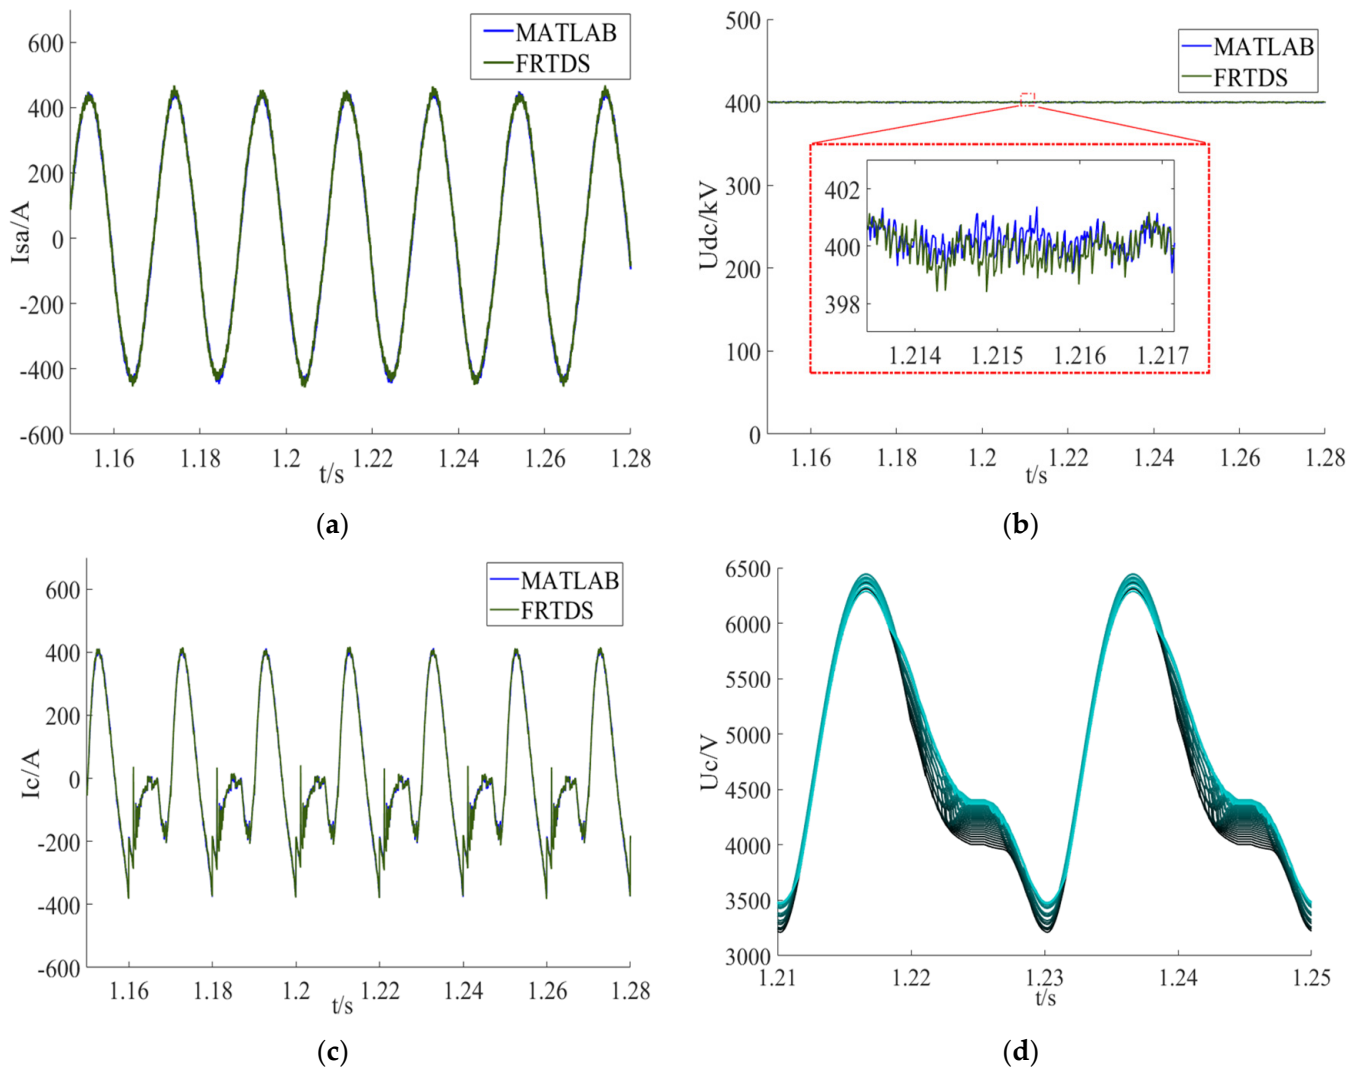 600
400
200
0
-200
-400
-600
Isa/A
MATLAB
FRTDS
1.16 1.18 1.2 1.22 1.24 1.26 1.28
t/s
(a)
500
400
300
200
100
0
Udc/kV
MATLAB
FRTDS
402
400
398
1.214 1.215 1.216 1.217
1.16 1.18 1.2 1.22 1.24 1.26 1.28
t/s
(b)
600
400
200
0
-200
-400
-600
Ic/A
MATLAB
FRTDS
1.16 1.18 1.2 1.22 1.24 1.26 1.28
t/s
(c)
6500
6000
5500
5000
4500
4000
3500
3000
Uc/V
1.21 1.22 1.23 1.24 1.25
t/s
(d)